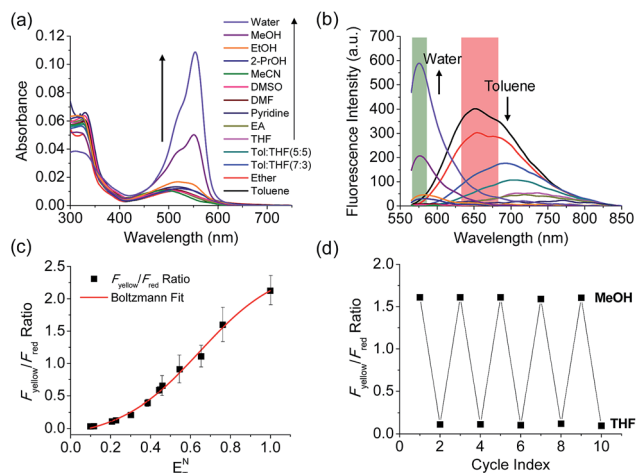 (a)
Absorbance
0.12
0.10
0.08
0.06
0.04
0.02
0.00
300 400 500 600 700
Wavelength (nm)
Water
MeOH
EtOH
2-PrOH
MeCN
DMSO
DMF
Pyridine
EA
THF
Tol:THF(5:5)
Tol:THF(7:3)
Ether
Toluene
(b)
Fluorescence Intensity (a.u.)
700
600
500
400
300
200
100
0
550 600 650 700 750 800 850
Wavelength (nm)
Water
Toluene
(c)
Fyellow/Fred Ratio
2.5
2.0
1.5
1.0
0.5
0.0
0.0 0.2 0.4 0.6 0.8 1.0
Fyellow/Fred Ratio
Boltzmann Fit
(d)
Fyellow/Fred Ratio
2.0
1.5
1.0
0.5
0.0
0 2 4 6 8 10
Cycle Index
MeOH
THF